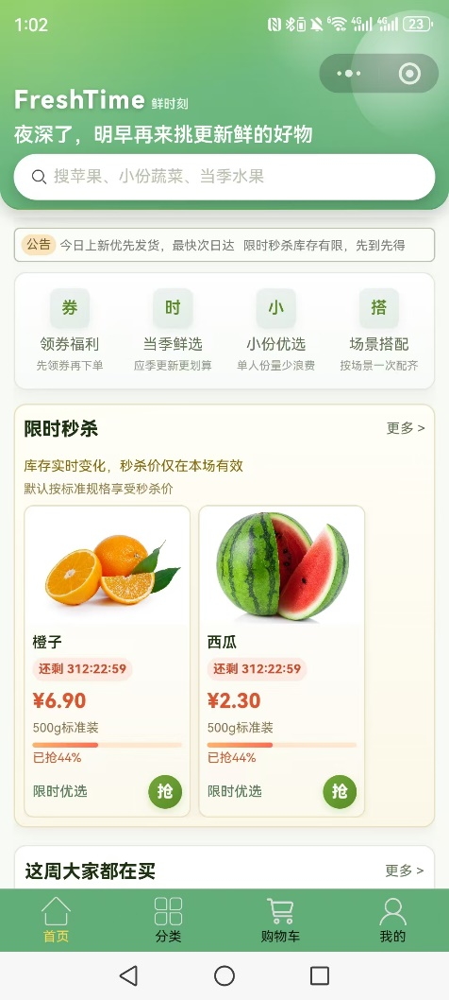 1:02
6 4G 4G 23
FreshTime 鲜时刻
夜深了，明早再来挑更新鲜的好物
搜苹果、小份蔬菜、当季水果
公告 今日上新优先发货，最快次日达 限时秒杀库存有限，先到先得
券 时 小 搭
领券福利 当季鲜选 小份优选 场景搭配
先领券再下单 应季更新更划算 单人份量少浪费 按场景一次配齐
限时秒杀 更多 >
库存实时变化，秒杀价仅在本场有效
默认按标准规格享受秒杀价
橙子 西瓜
还剩 312:22:59 还剩 312:22:59
¥6.90 ¥2.30
500g标准装 500g标准装
已抢44% 已抢44%
限时优选 抢 限时优选 抢
这周大家都在买 更多 >
首页 分类 购物车 我的